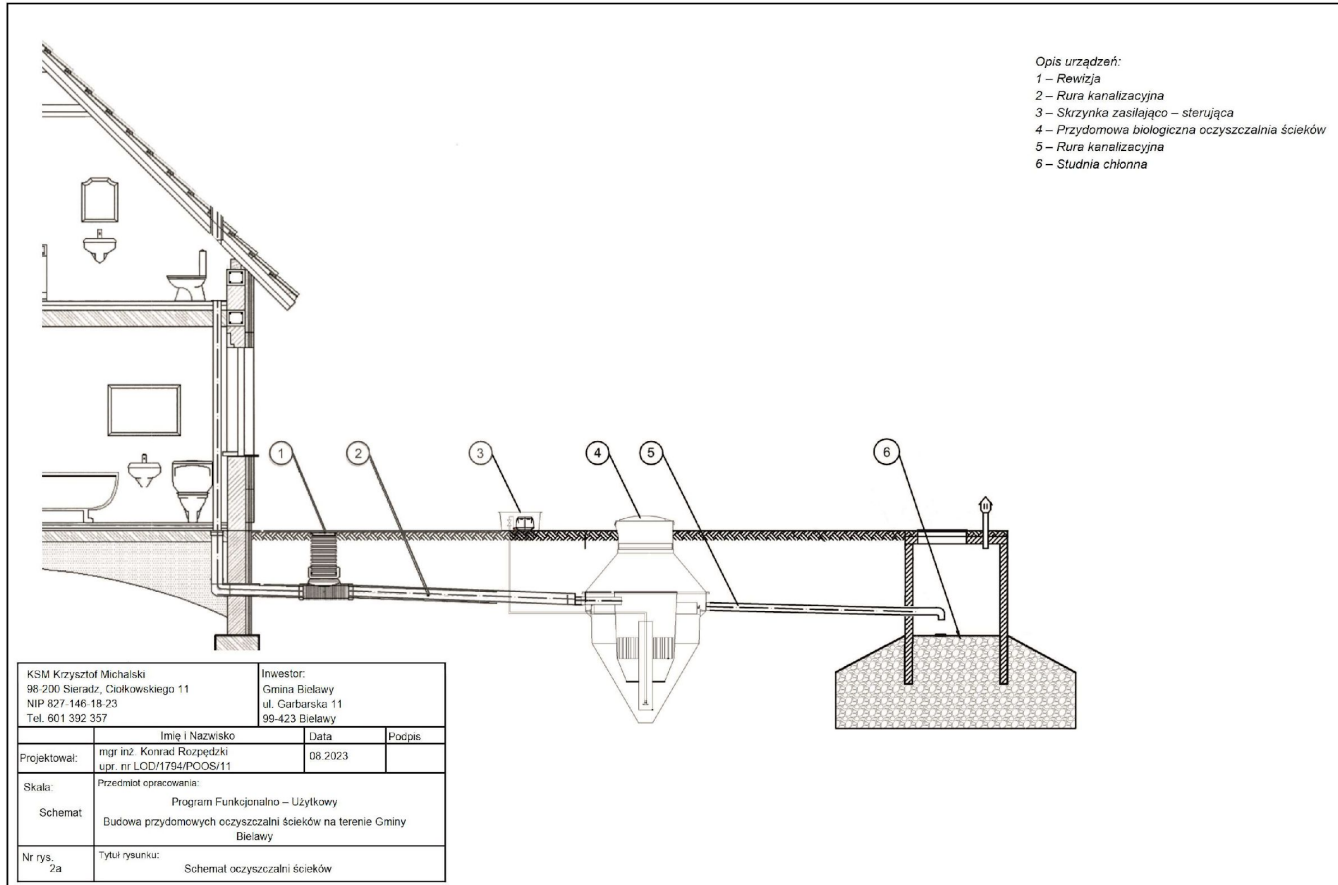 Opis urządzeń:
1 – Rewizja
2 – Rura kanalizacyjna
3 – Skrzynka zasilająco – sterująca
4 – Przydomowa biologiczna oczyszczalnia ścieków
5 – Rura kanalizacyjna
6 – Studnia chłonna
1
2
3
4
5
6
KSM Krzysztof Michalski
98-200 Sieradz, Ciołkowskiego 11
NIP 827-146-18-23
Tel. 601 392 357
Inwestor:
Gmina Bielawy
ul. Garbarska 11
99-423 Bielawy
Imię i Nazwisko
Data
Podpis
Projektował:
mgr inż. Konrad Rozpędzki
upr. nr LOD/1794/POOS/11
08.2023
Skala:
Schemat
Przedmiot opracowania:
Program Funkcjonalno – Użytkowy
Budowa przydomowych oczyszczalni ścieków na terenie Gminy
Bielawy
Nr rys.
2a
Tytuł rysunku:
Schemat oczyszczalni ścieków